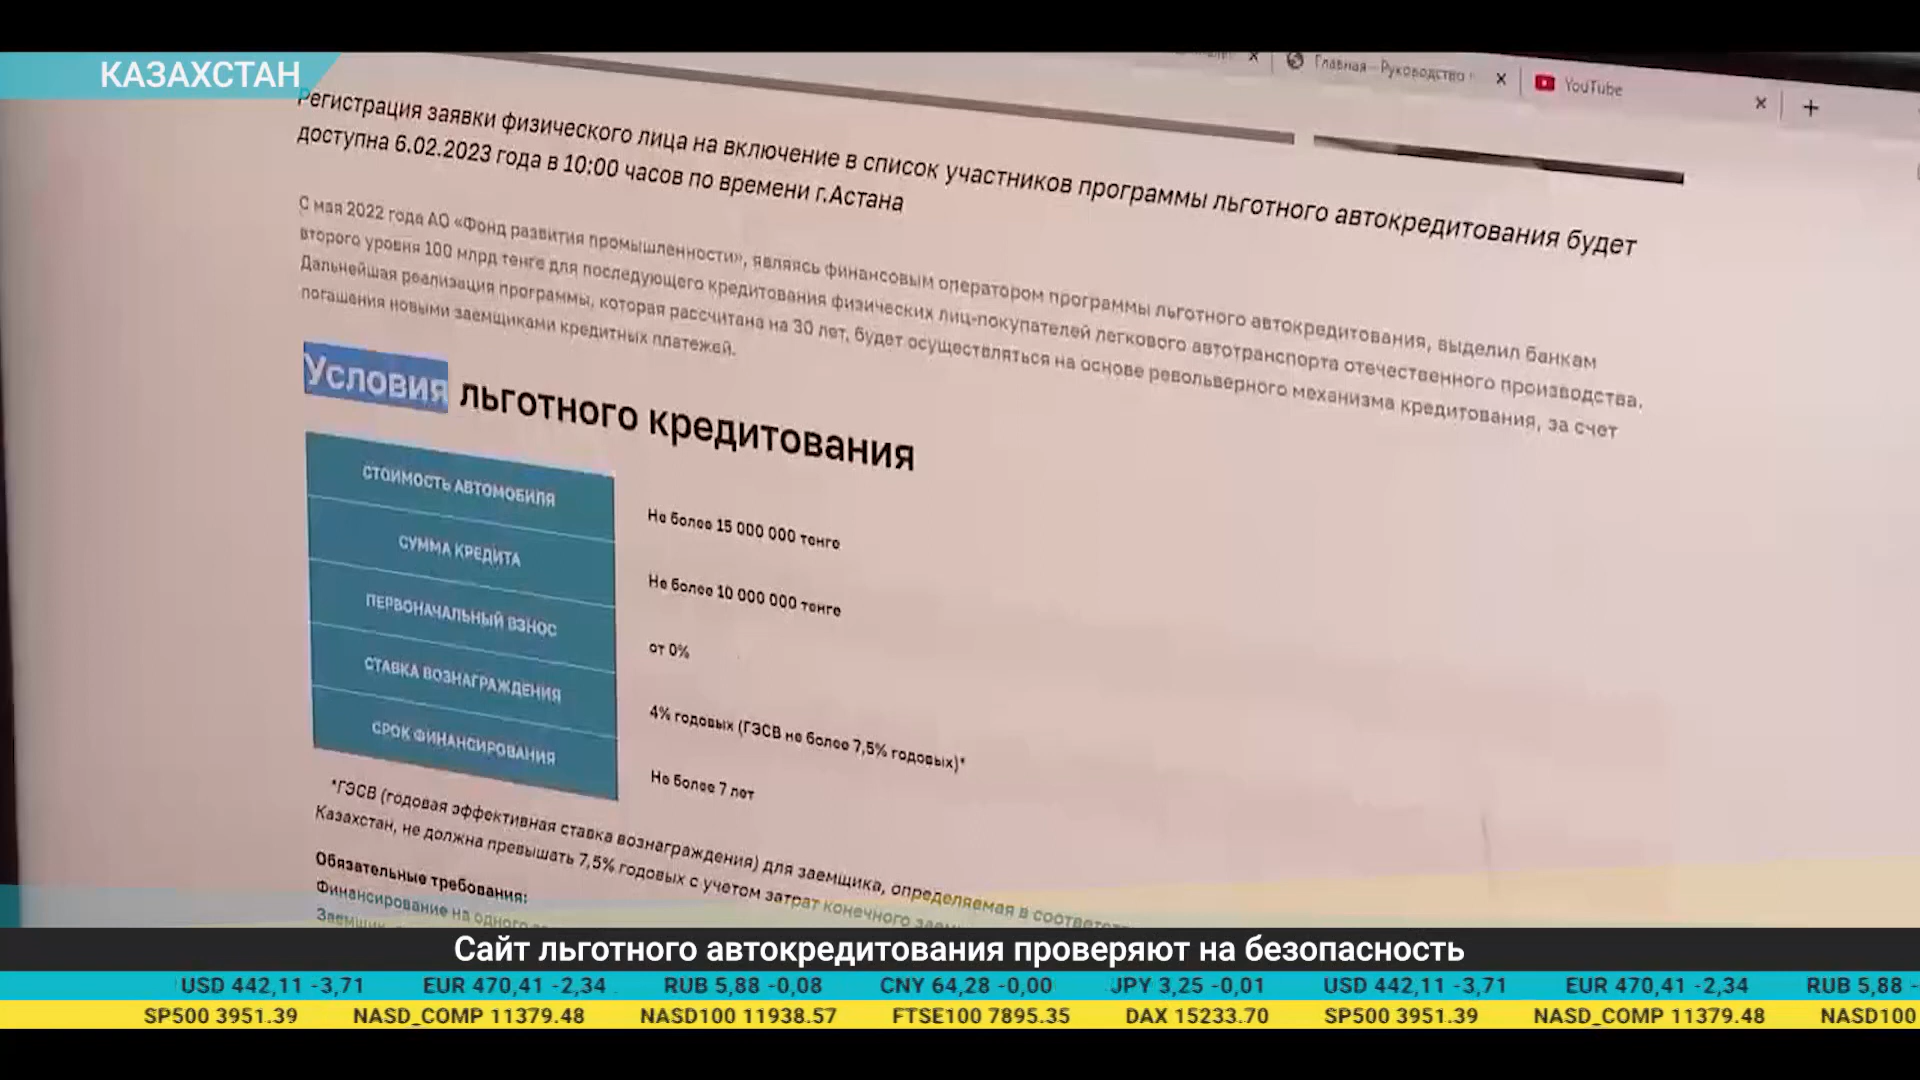 КАЗАХСТАН
Главная - Руководство
YouTube
Регистрация заявки физического лица на включение в список участников программы льготного автокредитования будет
доступна 6.02.2023 года в 10:00 часов по времени г.Астана
С мая 2022 года АО «Фонд развития промышленности», являясь финансовым оператором программы льготного автокредитования, выделил банкам
второго уровня 100 млрд тенге для последующего кредитования физических лиц-покупателей легкового автотранспорта отечественного производства.
Дальнейшая реализация программы, которая рассчитана на 30 лет, будет осуществляться на основе револьверного механизма кредитования, за счет
погашения новыми заемщиками кредитных платежей.
Условия льготного кредитования
СТОИМОСТЬ АВТОМОБИЛЯ
Не более 15 000 000 тенге
СУММА КРЕДИТА
Не более 10 000 000 тенге
ПЕРВОНАЧАЛЬНЫЙ ВЗНОС
от 0%
СТАВКА ВОЗНАГРАЖДЕНИЯ
4% годовых (ГЭСВ не более 7,5% годовых)*
СРОК ФИНАНСИРОВАНИЯ
Не более 7 лет
*ГЭСВ (годовая эффективная ставка вознаграждения) для заемщика, определяемая в
Казахстан, не должна превышать 7,5% годовых с учетом затрат конечного
Обязательные требования:
Финансирование на одного
Заемщик
Сайт льготного автокредитования проверяют на безопасность
USD 442,11 -3,71 EUR 470,41 -2,34 RUB 5,88 -0,08 CNY 64,28 -0,00 JPY 3,25 -0,01 USD 442,11 -3,71 EUR 470,41 -2,34 RUB 5,88 -
SP500 3951.39 NASD_COMP 11379.48 NASD100 11938.57 FTSE100 7895.35 DAX 15233.70 SP500 3951.39 NASD_COMP 11379.48 NASD100